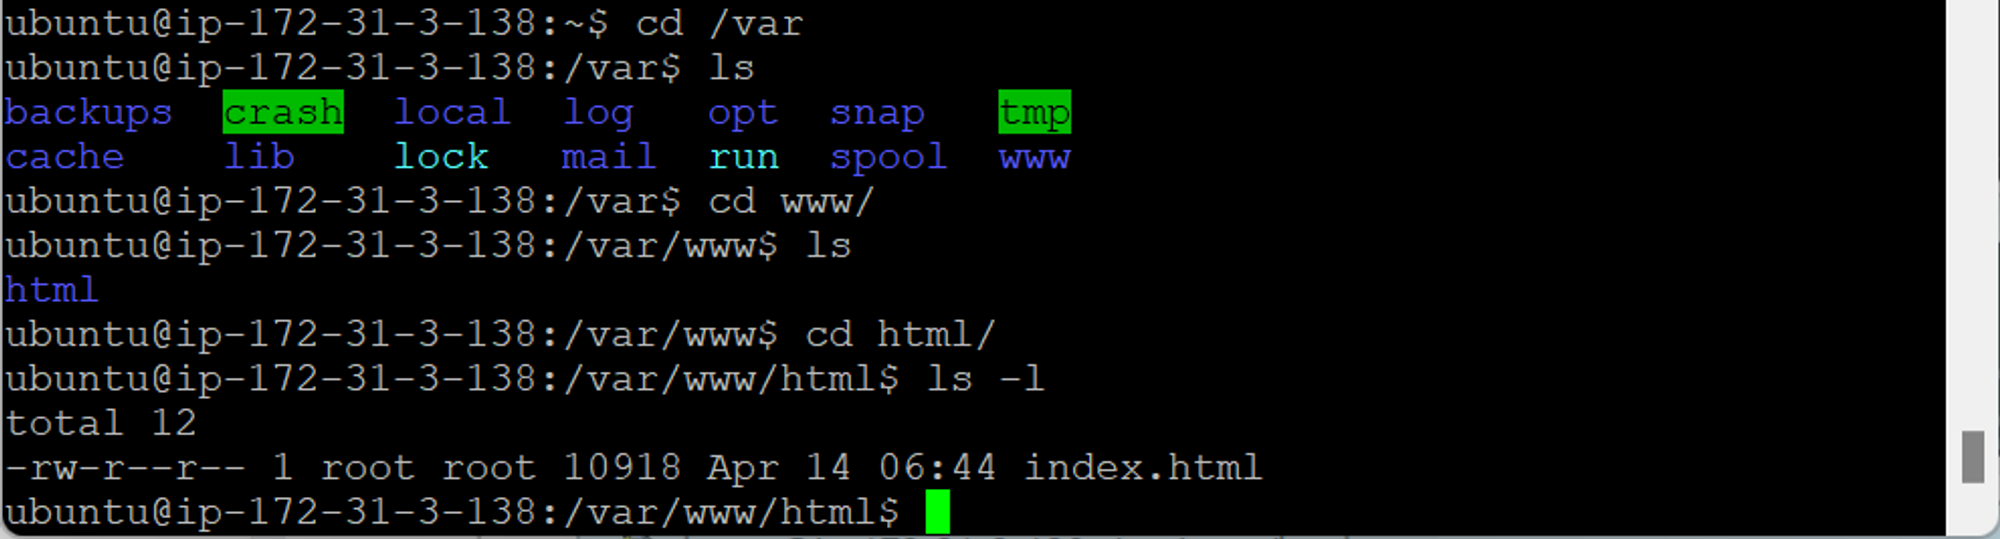 ubuntu@ip-172-31-3-138:~$ cd /var
ubuntu@ip-172-31-3-138:/var$ ls
backups  crash  local  log   opt  snap   tmp
cache    lib    lock   mail  run  spool  www
ubuntu@ip-172-31-3-138:/var$ cd www/
ubuntu@ip-172-31-3-138:/var/www$ ls
html
ubuntu@ip-172-31-3-138:/var/www$ cd html/
ubuntu@ip-172-31-3-138:/var/www/html$ ls -l
total 12
-rw-r--r-- 1 root root 10918 Apr 14 06:44 index.html
ubuntu@ip-172-31-3-138:/var/www/html$